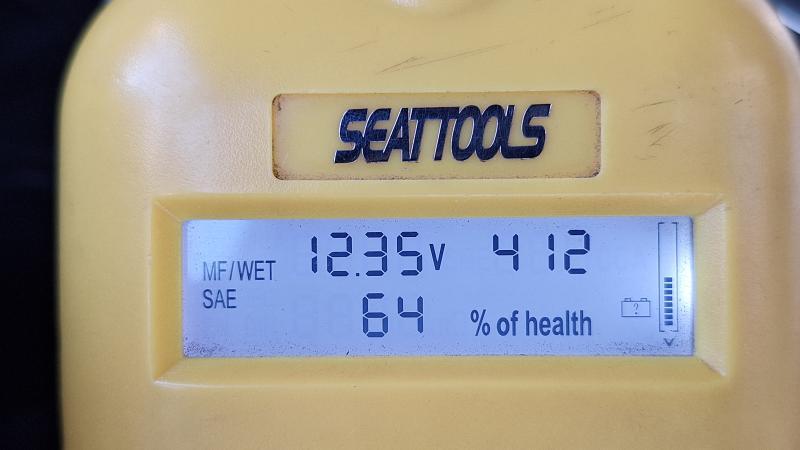 SEATTOOLS
MF/WET 12.35V 412
SAE
64 % of health
?